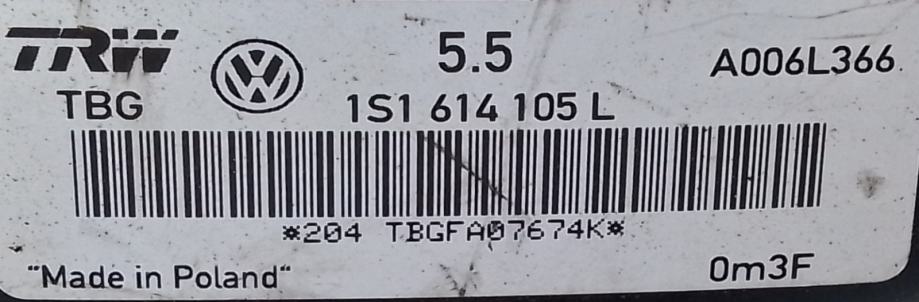 TRW 5.5 A006L366
TBG 1S1 614 105 L
*204 TBGFA07674K*
"Made in Poland" 0m3F